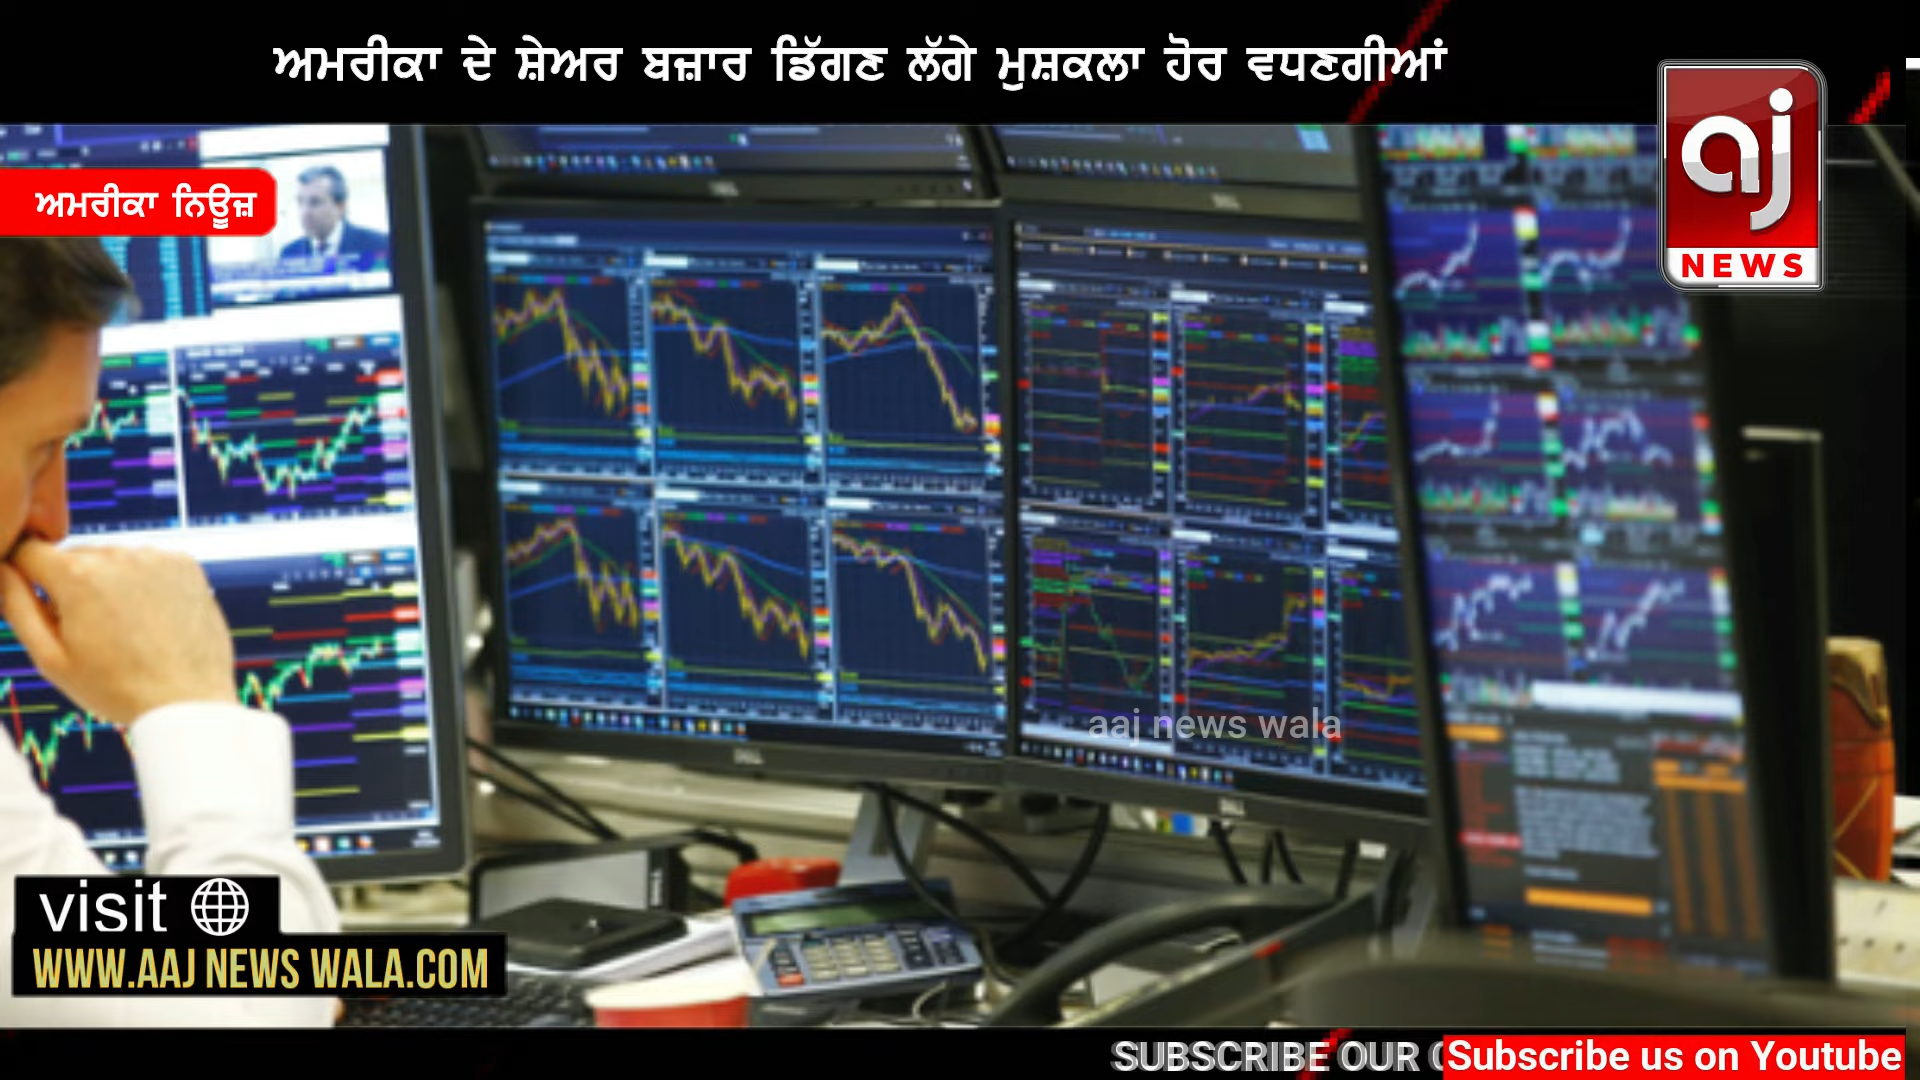 ਅਮਰੀਕਾ ਦੇ ਸ਼ੇਅਰ ਬਜ਼ਾਰ ਡਿੱਗਣ ਲੱਗੇ ਮੁਸ਼ਕਲਾ ਹੋਰ ਵਧਣਗੀਆਂ
ਅਮਰੀਕਾ ਨਿਊਜ਼
aj
NEWS
aaj news wala
visit
WWW.AAJ NEWS WALA.COM
SUBSCRIBE OUR
Subscribe us on Youtube